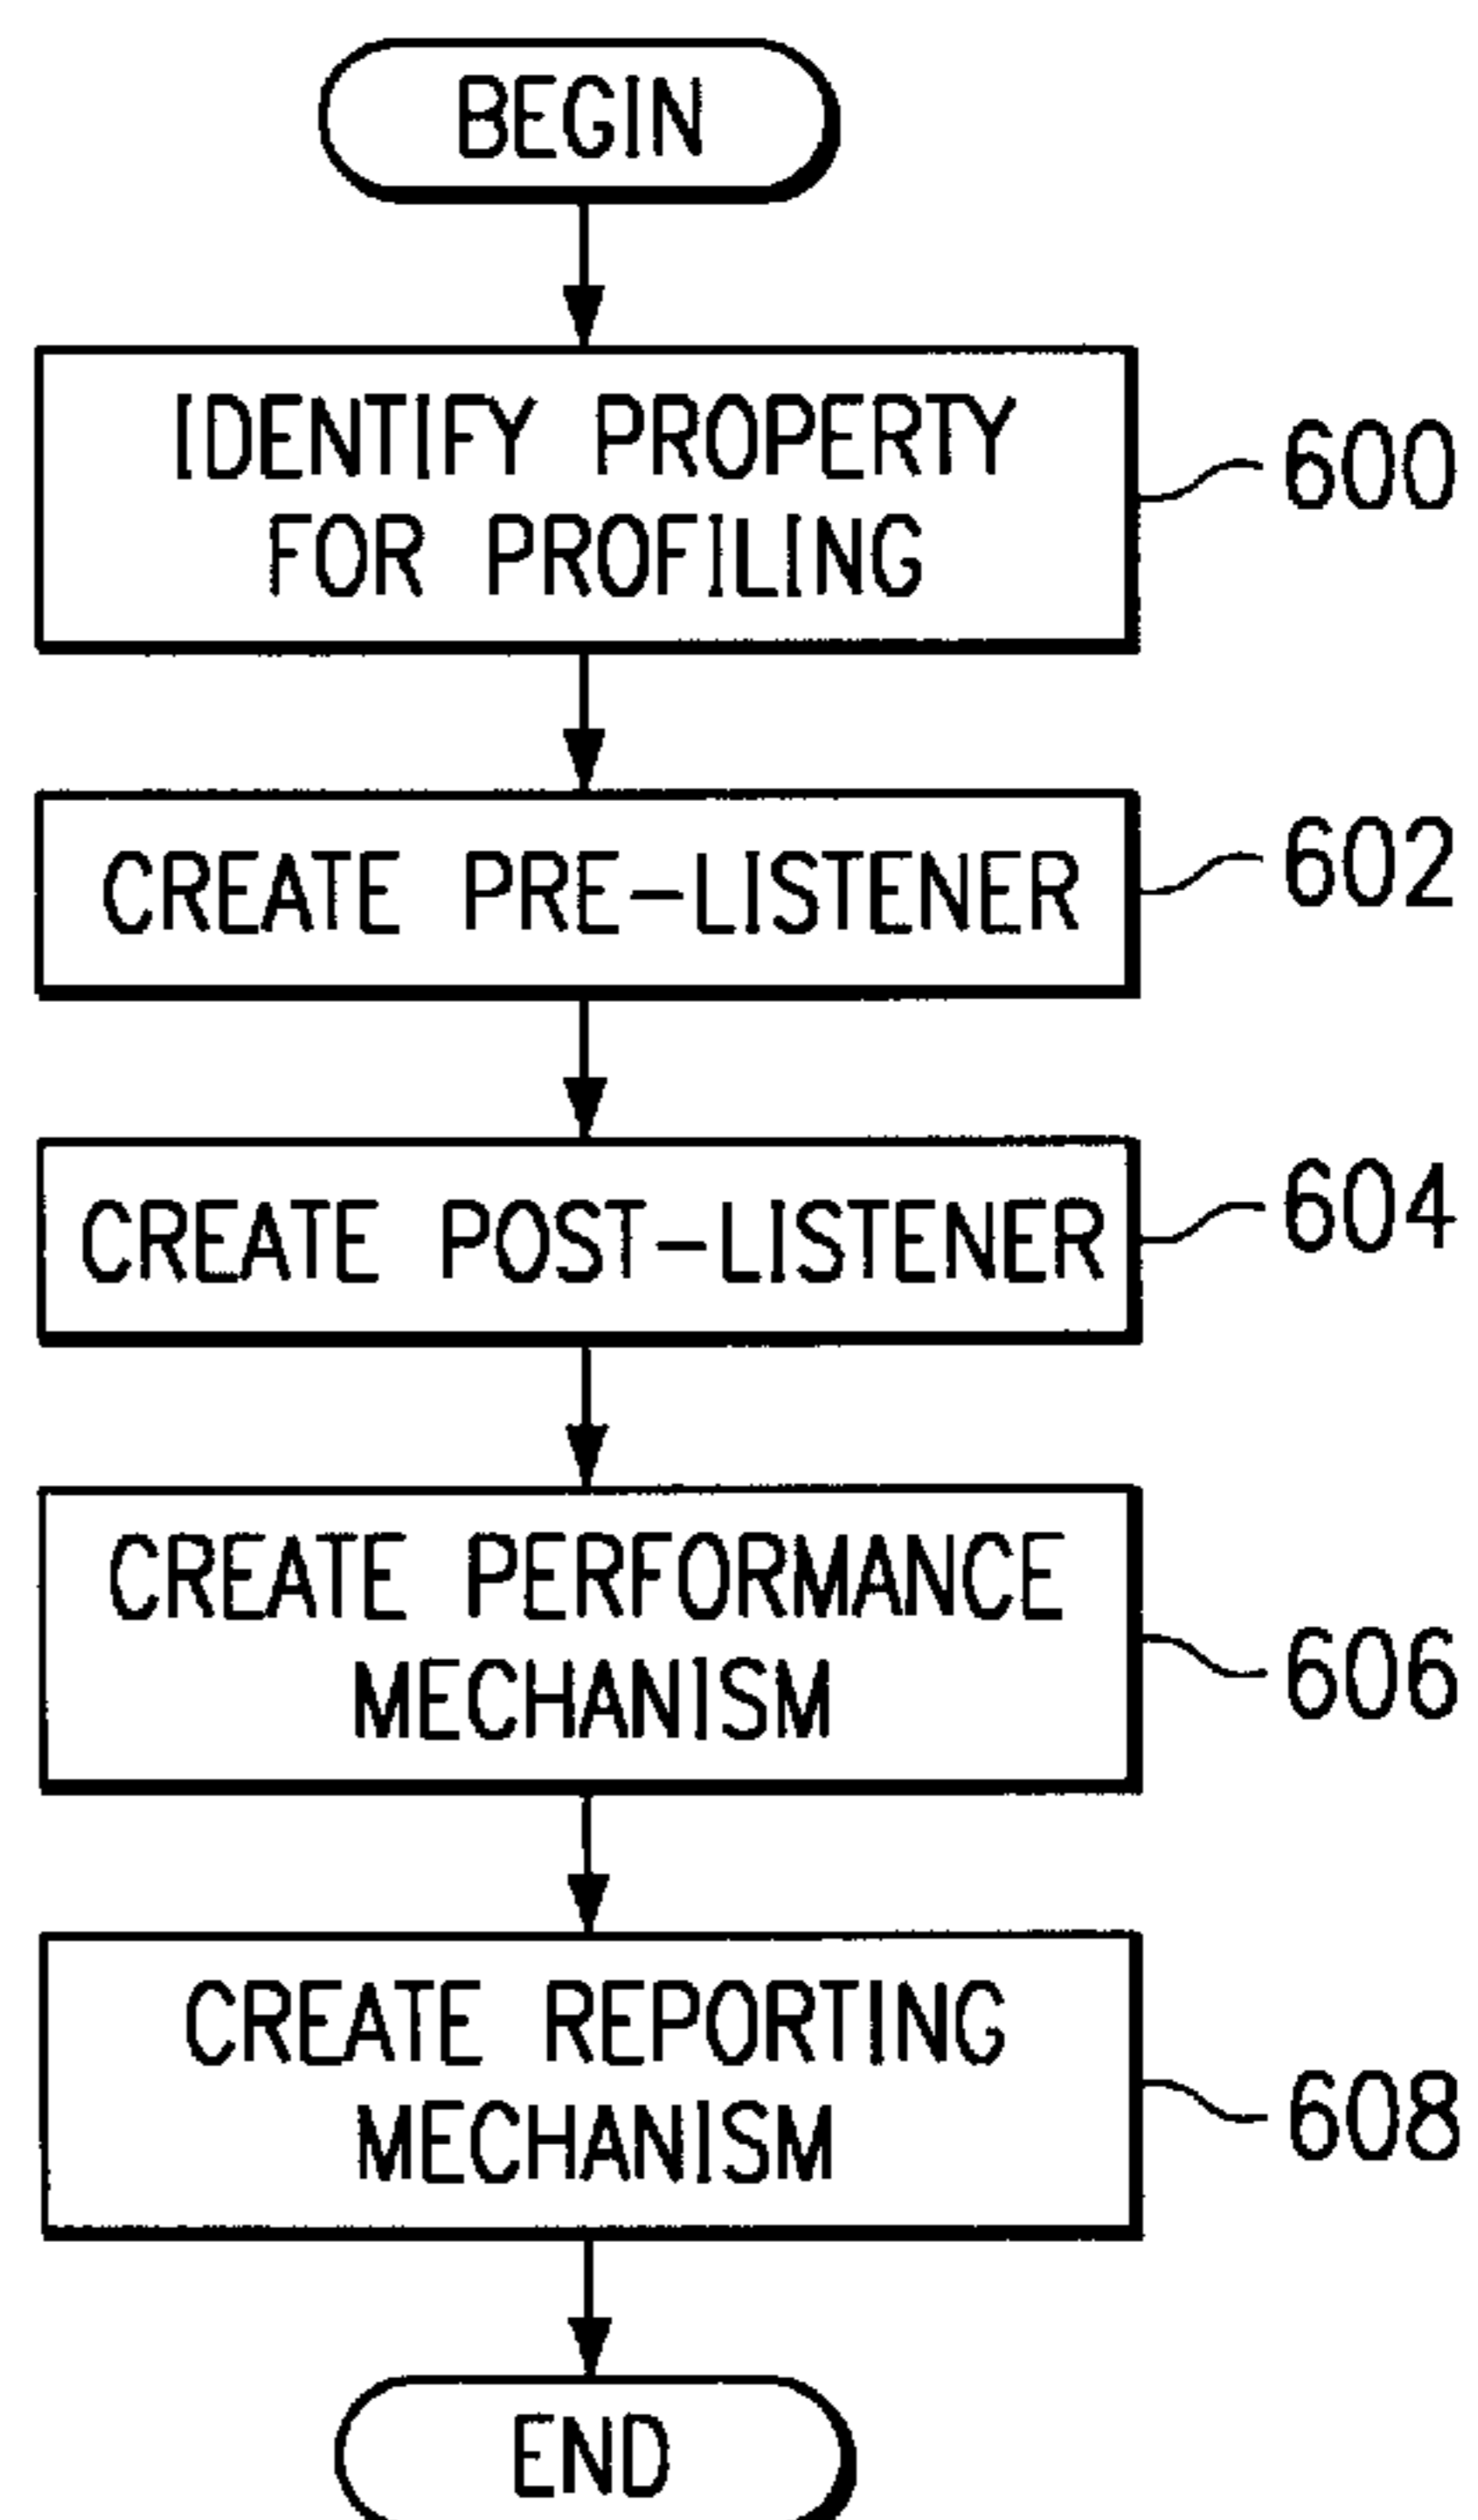 BEGIN
IDENTIFY PROPERTY
FOR PROFILING
600
CREATE PRE-LISTENER
602
CREATE POST-LISTENER
604
CREATE PERFORMANCE
MECHANISM
606
CREATE REPORTING
MECHANISM
608
END